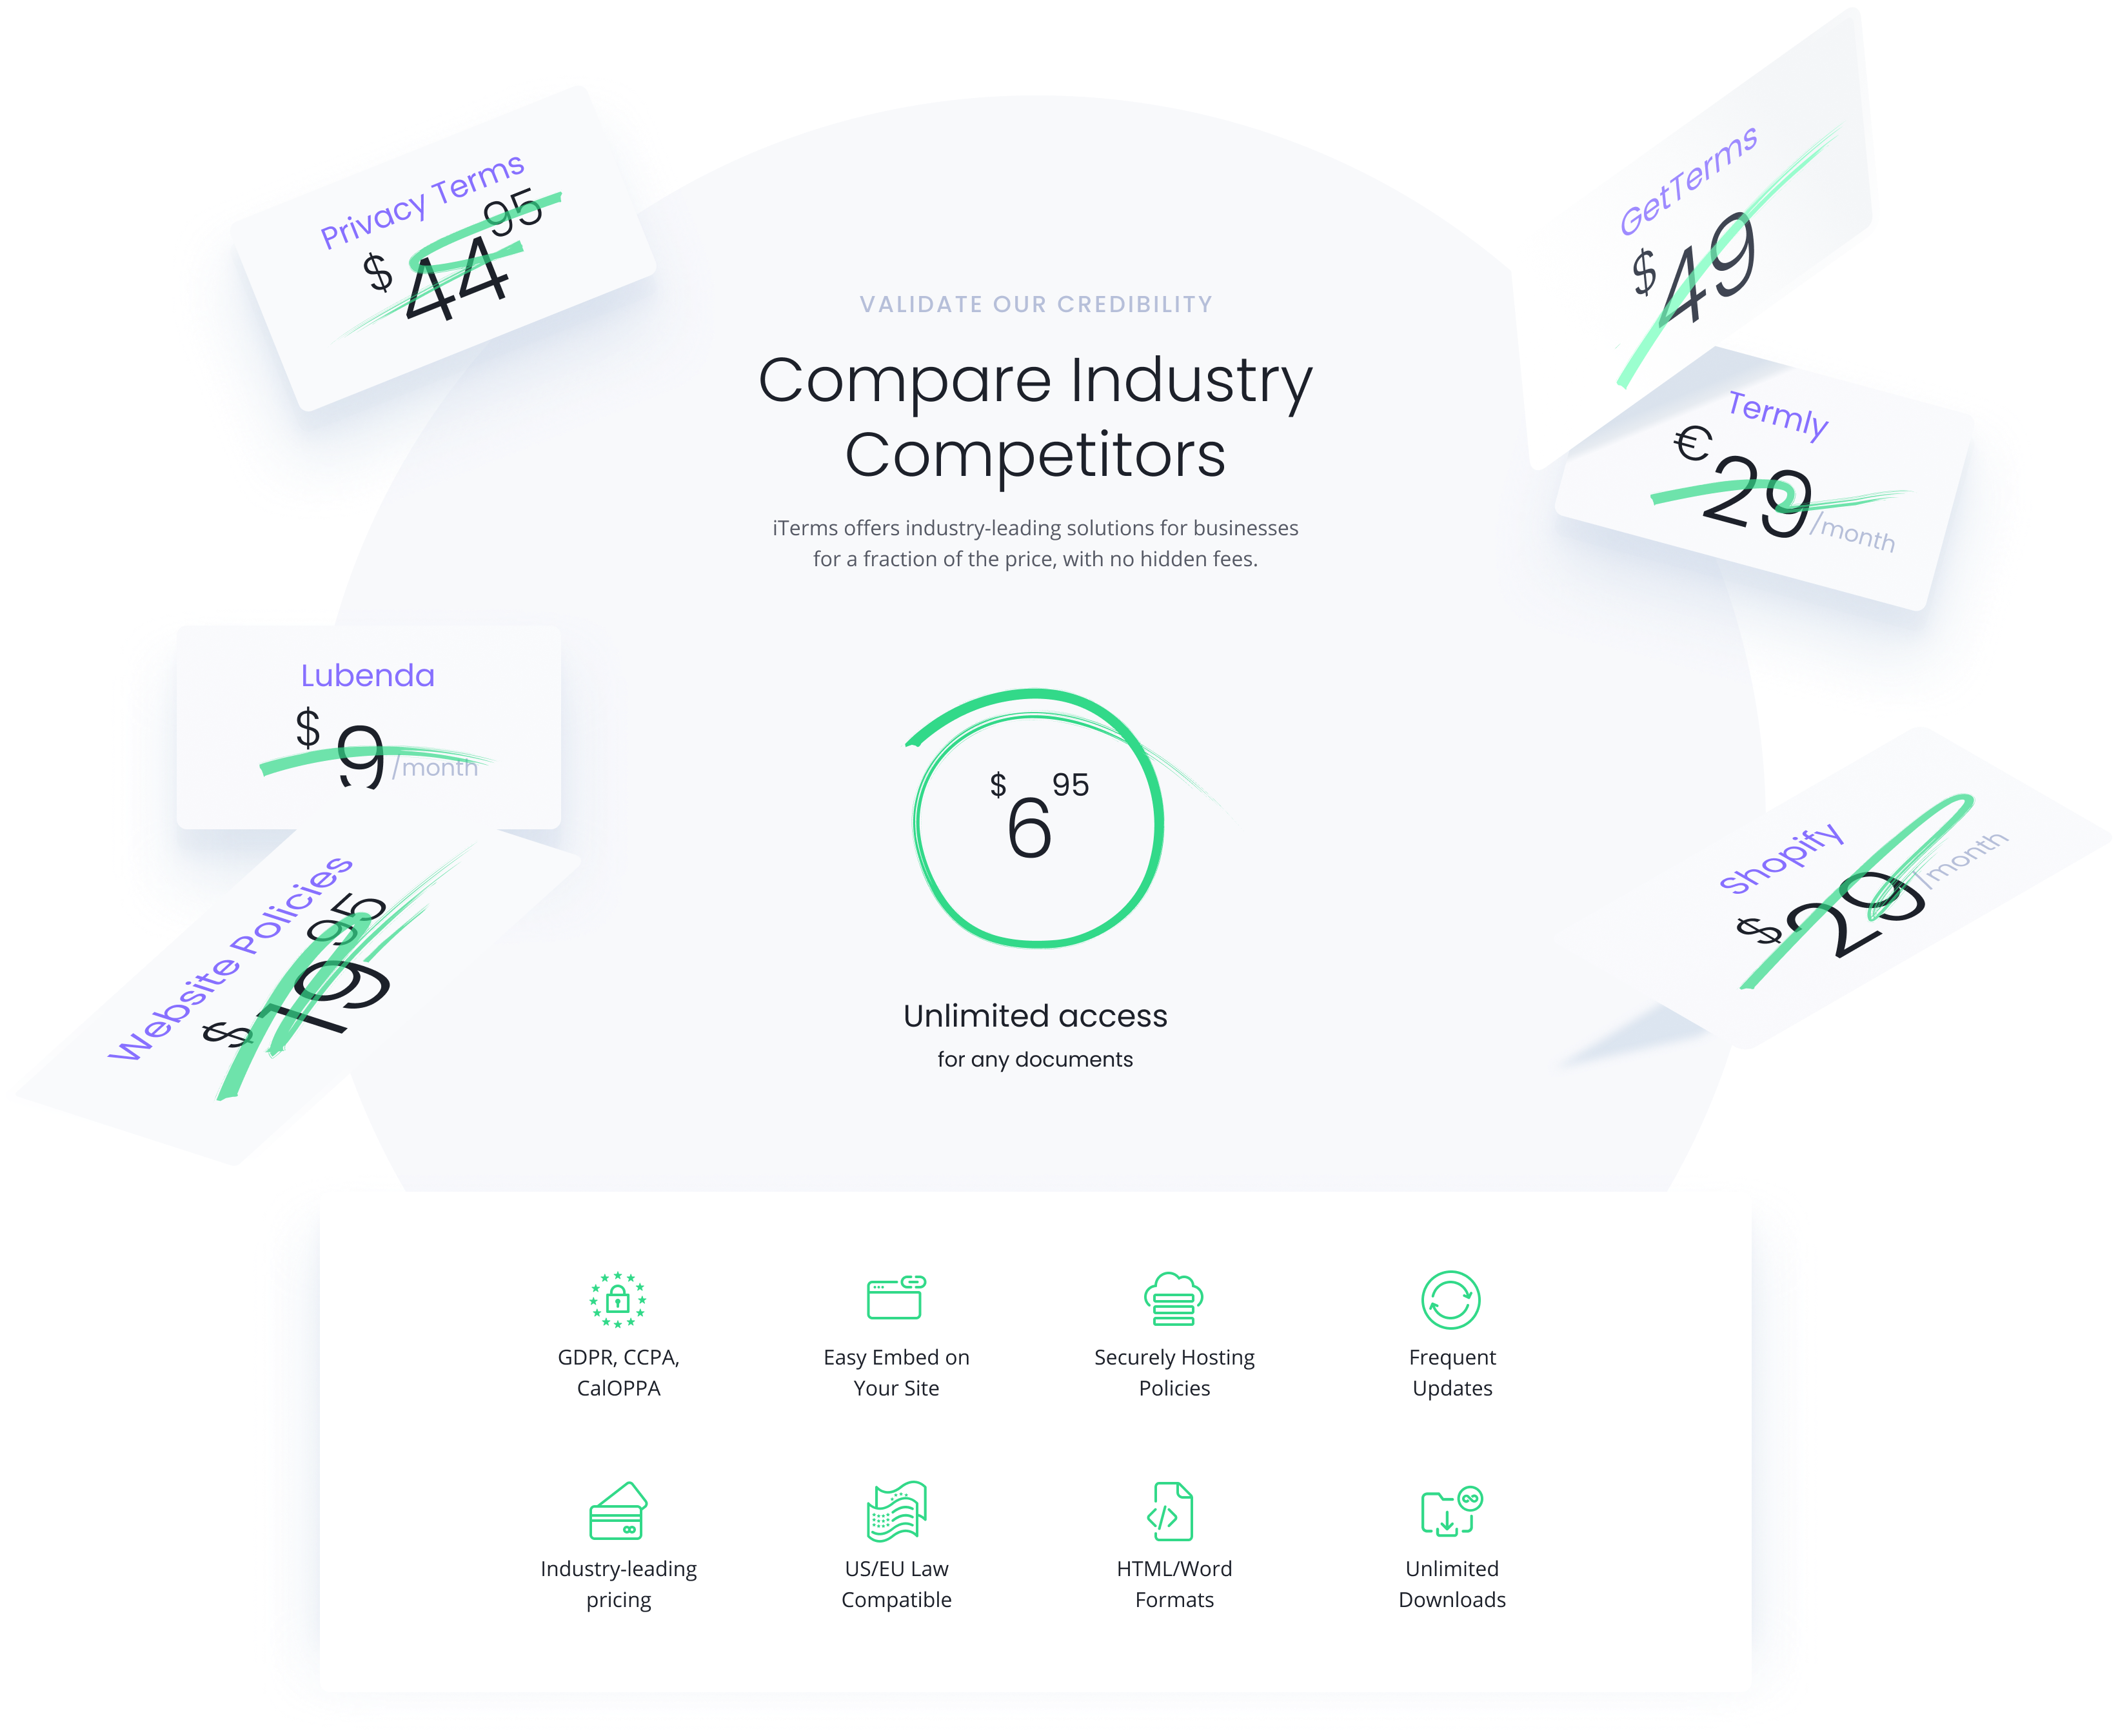 Privacy Terms
$ 44 95
GetTerms
$ 49
VALIDATE OUR CREDIBILITY
Compare Industry
Competitors
iTerms offers industry-leading solutions for businesses
for a fraction of the price, with no hidden fees.
Termly
€ 29 /month
Lubenda
$ 9 /month
$ 6 95
Unlimited access
for any documents
Website Policies
$ 19 95
Shopify
$ 29 /month
GDPR, CCPA,
CalOPPA
Easy Embed on
Your Site
Securely Hosting
Policies
Frequent
Updates
Industry-leading
pricing
US/EU Law
Compatible
HTML/Word
Formats
Unlimited
Downloads